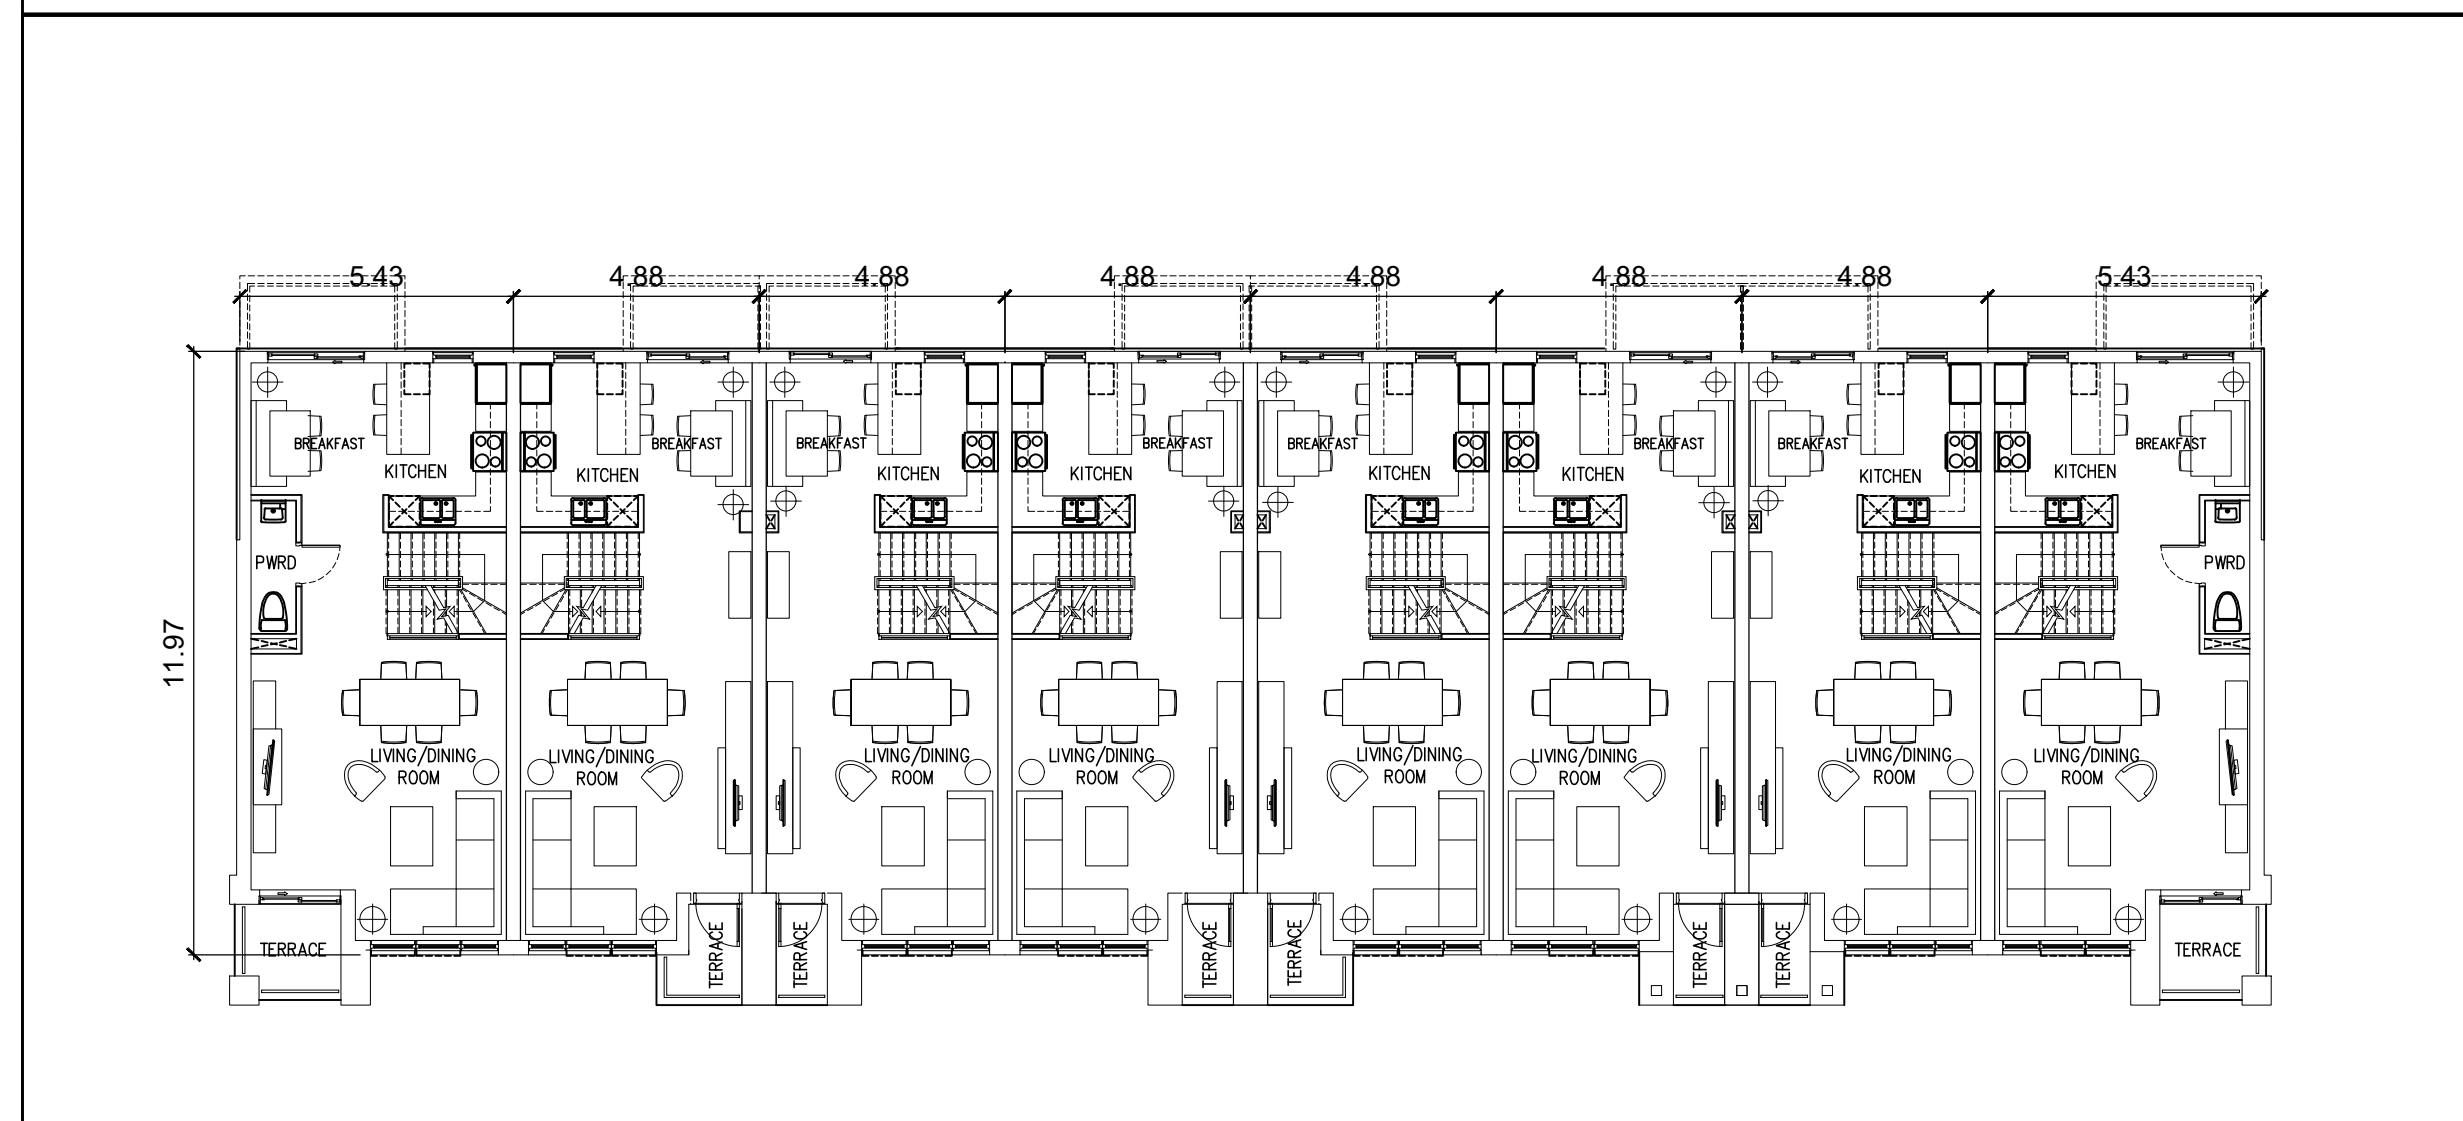 5.43 4.88 4.88 4.88 4.88 4.88 4.88 5.43
BREAKFAST BREAKFAST BREAKFAST BREAKFAST BREAKFAST BREAKFAST BREAKFAST BREAKFAST
KITCHEN KITCHEN KITCHEN KITCHEN KITCHEN KITCHEN KITCHEN KITCHEN
PWRD PWRD
11.97
LIVING/DINING LIVING/DINING LIVING/DINING LIVING/DINING LIVING/DINING LIVING/DINING LIVING/DINING LIVING/DINING
ROOM ROOM ROOM ROOM ROOM ROOM ROOM ROOM
TERRACE TERRACE TERRACE TERRACE TERRACE TERRACE TERRACE TERRACE